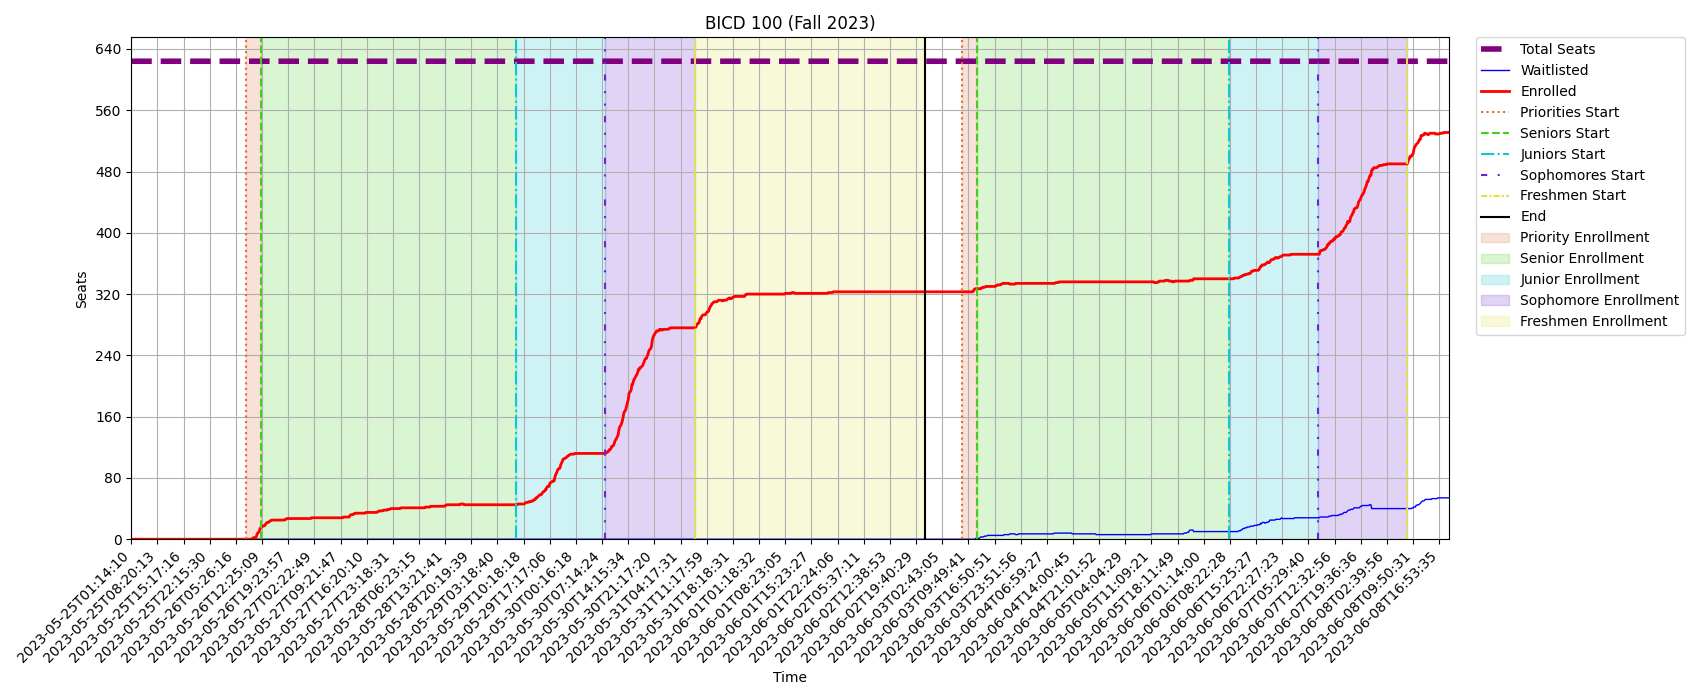 BICD 100 (Fall 2023)
640
560
480
400
320
240
160
80
0
Seats
2023-05-25T01:14:10
2023-05-25T08:20:13
2023-05-25T15:17:16
2023-05-25T22:15:30
2023-05-26T05:26:16
2023-05-26T12:25:09
2023-05-26T19:23:57
2023-05-27T02:22:49
2023-05-27T09:21:47
2023-05-27T16:20:10
2023-05-27T23:18:31
2023-05-28T06:23:15
2023-05-28T13:21:41
2023-05-28T20:19:39
2023-05-29T03:18:40
2023-05-29T10:18:18
2023-05-29T17:17:06
2023-05-30T00:16:18
2023-05-30T07:14:24
2023-05-30T14:15:34
2023-05-30T21:17:20
2023-05-31T04:17:31
2023-05-31T11:17:59
2023-05-31T18:18:31
2023-06-01T01:18:32
2023-06-01T08:23:05
2023-06-01T15:23:27
2023-06-01T22:24:06
2023-06-02T05:37:11
2023-06-02T12:38:53
2023-06-02T19:40:29
2023-06-03T02:43:05
2023-06-03T09:49:41
2023-06-03T16:50:51
2023-06-03T23:51:56
2023-06-04T06:59:27
2023-06-04T14:00:45
2023-06-04T21:01:52
2023-06-05T04:04:29
2023-06-05T11:09:21
2023-06-05T18:11:49
2023-06-06T01:14:00
2023-06-06T08:22:28
2023-06-06T15:25:27
2023-06-06T22:27:23
2023-06-07T05:29:40
2023-06-07T12:32:56
2023-06-07T19:36:36
2023-06-08T02:39:56
2023-06-08T09:50:31
2023-06-08T16:53:35
Time
Total Seats
Waitlisted
Enrolled
Priorities Start
Seniors Start
Juniors Start
Sophomores Start
Freshmen Start
End
Priority Enrollment
Senior Enrollment
Junior Enrollment
Sophomore Enrollment
Freshmen Enrollment